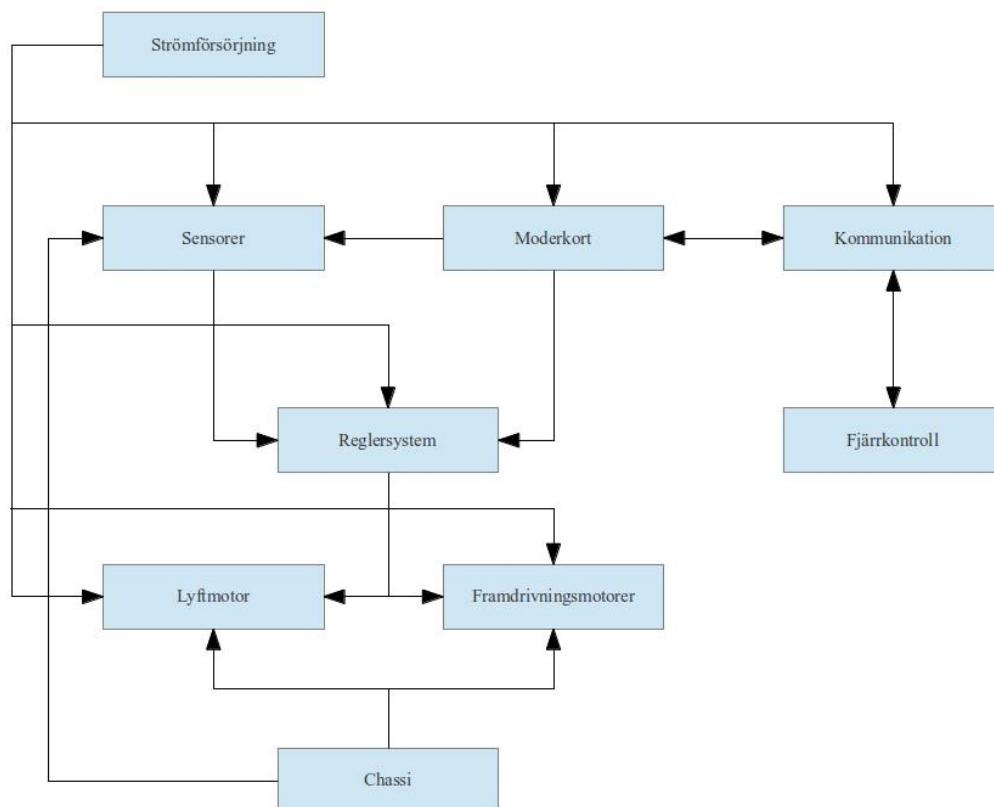 Strömförsörjning
Sensorer
Moderkort
Kommunikation
Reglersystem
Fjärrkontroll
Lyftmotor
Framdrivningsmotorer
Chassi